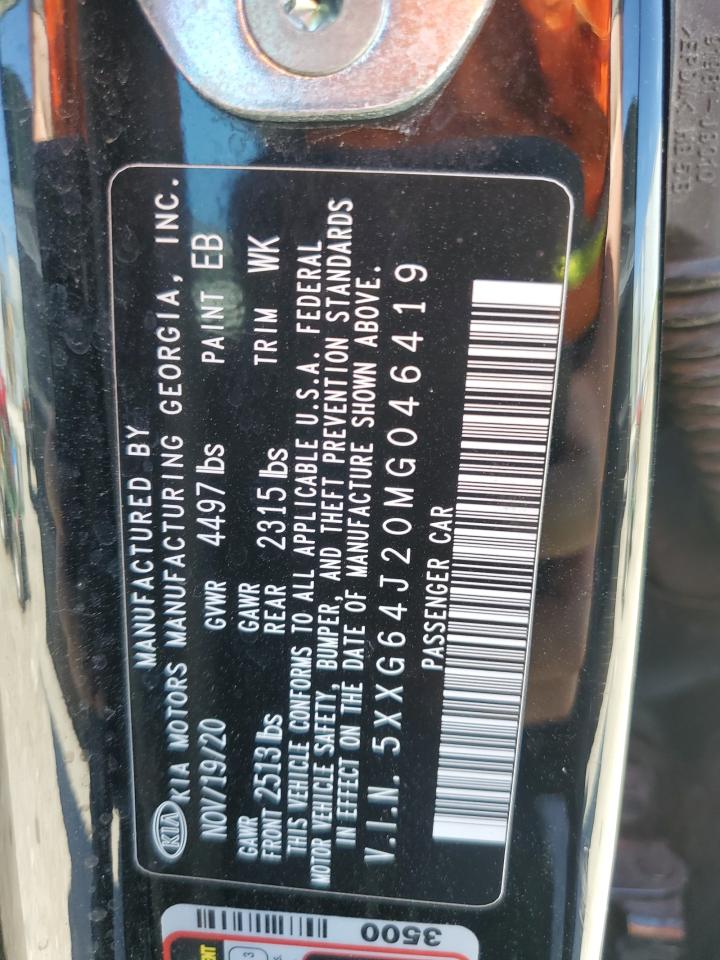 MANUFACTURED BY
KIA KIA MOTORS MANUFACTURING GEORGIA, INC.
NOV/19/20 GVWR 4497 lbs PAINT EB
GAWR FRONT 2513 lbs GAWR REAR 2315 lbs TRIM WK
THIS VEHICLE CONFORMS TO ALL APPLICABLE U.S.A. FEDERAL
MOTOR VEHICLE SAFETY, BUMPER, AND THEFT PREVENTION STANDARDS
IN EFFECT ON THE DATE OF MANUFACTURE SHOWN ABOVE.
V.I.N. 5XXG64J20MG046419
PASSENGER CAR
3500
3